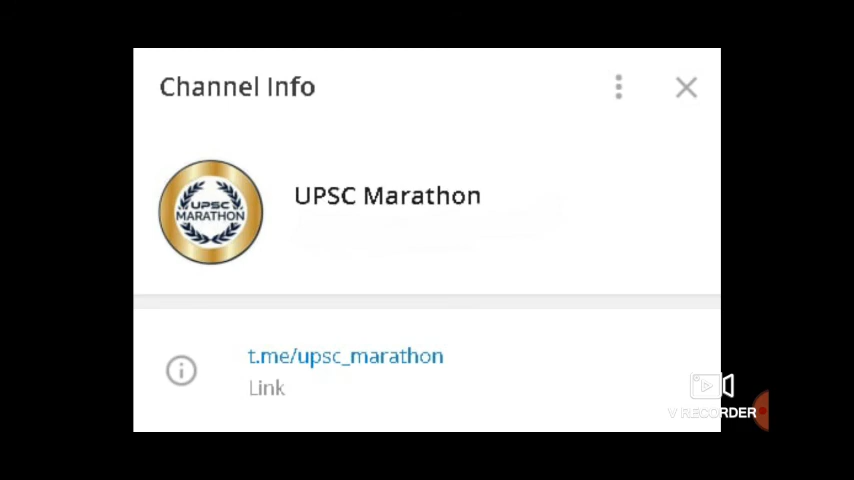 Channel Info
UPSC Marathon
UPSC
MARATHON
t.me/upsc_marathon
Link
V RECORDER